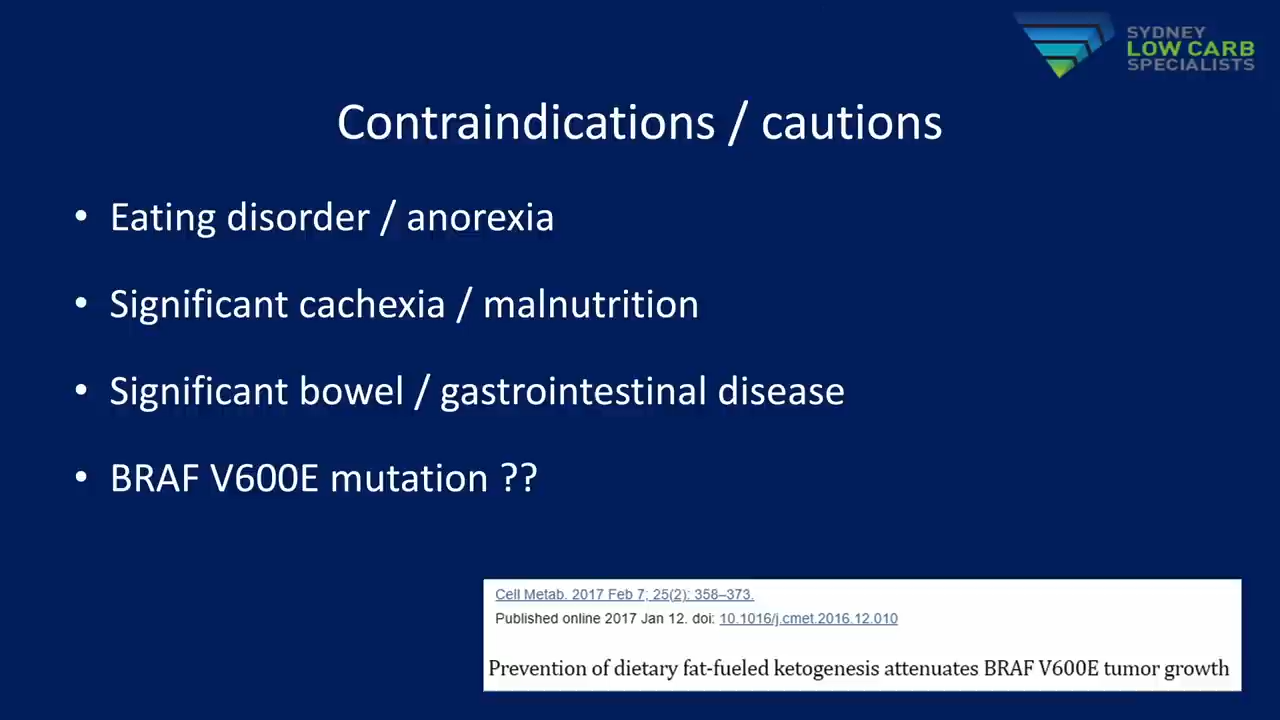 SYDNEY
LOW CARB
SPECIALISTS
Contraindications / cautions
• Eating disorder / anorexia
• Significant cachexia / malnutrition
• Significant bowel / gastrointestinal disease
• BRAF V600E mutation ??
Cell Metab. 2017 Feb 7; 25(2): 358–373.
Published online 2017 Jan 12. doi: 10.1016/j.cmet.2016.12.010
Prevention of dietary fat-fueled ketogenesis attenuates BRAF V600E tumor growth